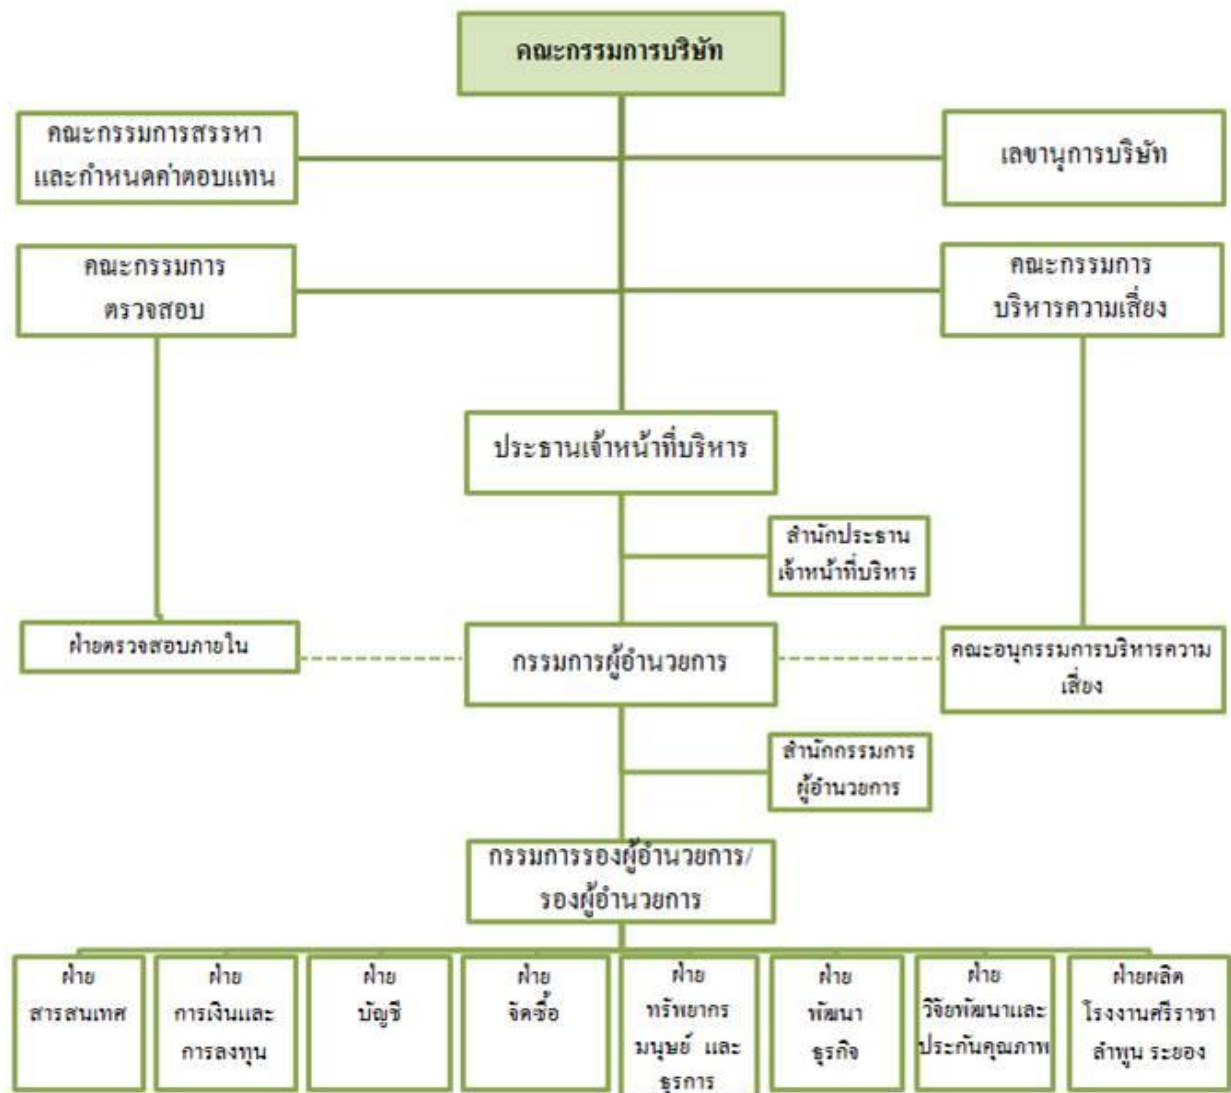 คณะกรรมการบริษัท
คณะกรรมการสรรหา
และกำหนดค่าตอบแทน
เลขานุการบริษัท
คณะกรรมการ
ตรวจสอบ
คณะกรรมการ
บริหารความเสี่ยง
ประธานเจ้าหน้าที่บริหาร
สำนักประธาน
เจ้าหน้าที่บริหาร
ฝ่ายตรวจสอบภายใน
กรรมการผู้อำนวยการ
คณะอนุกรรมการบริหารความ
เสี่ยง
สำนักกรรมการ
ผู้อำนวยการ
กรรมการรองผู้อำนวยการ/
รองผู้อำนวยการ
ฝ่าย
สารสนเทศ
ฝ่าย
การเงินและ
การลงทุน
ฝ่าย
บัญชี
ฝ่าย
จัดซื้อ
ฝ่าย
ทรัพยากร
มนุษย์ และ
ธุรการ
ฝ่าย
พัฒนา
ธุรกิจ
ฝ่าย
วิจัยพัฒนาและ
ประกันคุณภาพ
ฝ่ายผลิต
โรงงานศรีราชา
ลำพูน ระยอง